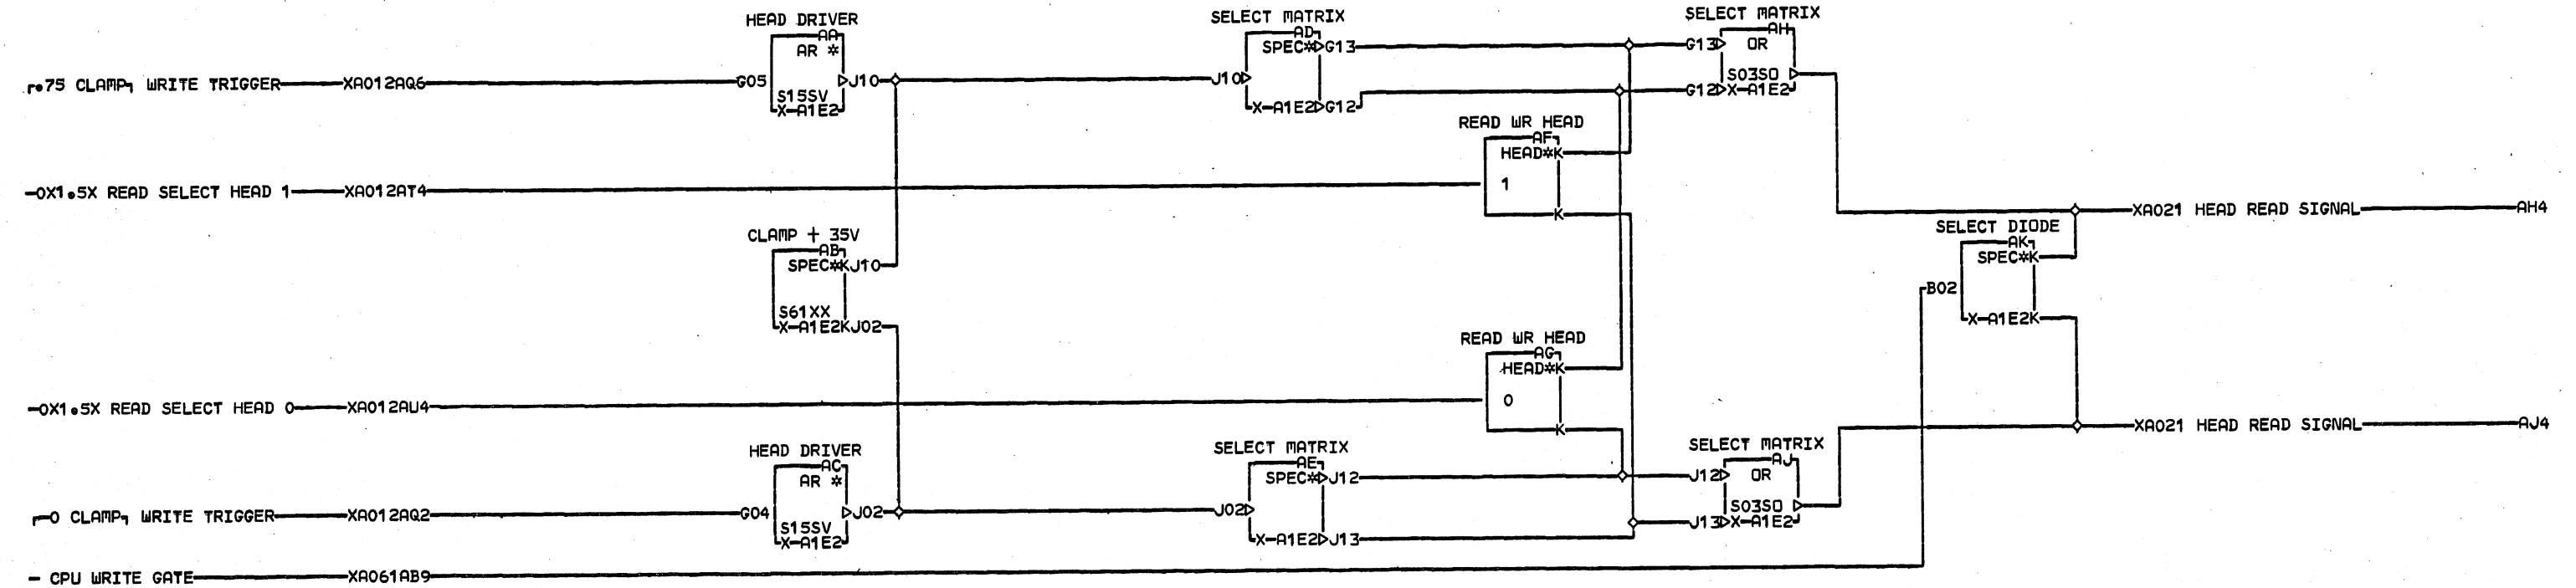 HEAD DRIVER
AA
AR *
.75 CLAMP WRITE TRIGGER XA012AQ6 G05
J10
S15SV
X-A1E2
SELECT MATRIX
AD
SPEC* G13
J10
X-A1E2 G12
SELECT MATRIX
AH
G13 OR
S03SO
G12 X-A1E2
READ WR HEAD
AF
HEAD*K
1
K
-0X1.5X READ SELECT HEAD 1 XA012AT4
XA021 HEAD READ SIGNAL AH4
CLAMP + 35V
AB
SPEC*K J10
S61XX
X-A1E2K J02
SELECT DIODE
AK
SPEC*K
B02
X-A1E2K
READ WR HEAD
AG
HEAD*K
0
K
-0X1.5X READ SELECT HEAD 0 XA012AU4
XA021 HEAD READ SIGNAL AJ4
HEAD DRIVER
AC
AR *
0 CLAMP WRITE TRIGGER XA012AQ2 G04
J02
S15SV
X-A1E2
SELECT MATRIX
AE
SPEC* J12
J02
X-A1E2 J13
SELECT MATRIX
AJ
J12 OR
S03SO
J13 X-A1E2
- CPU WRITE GATE XA061AB9